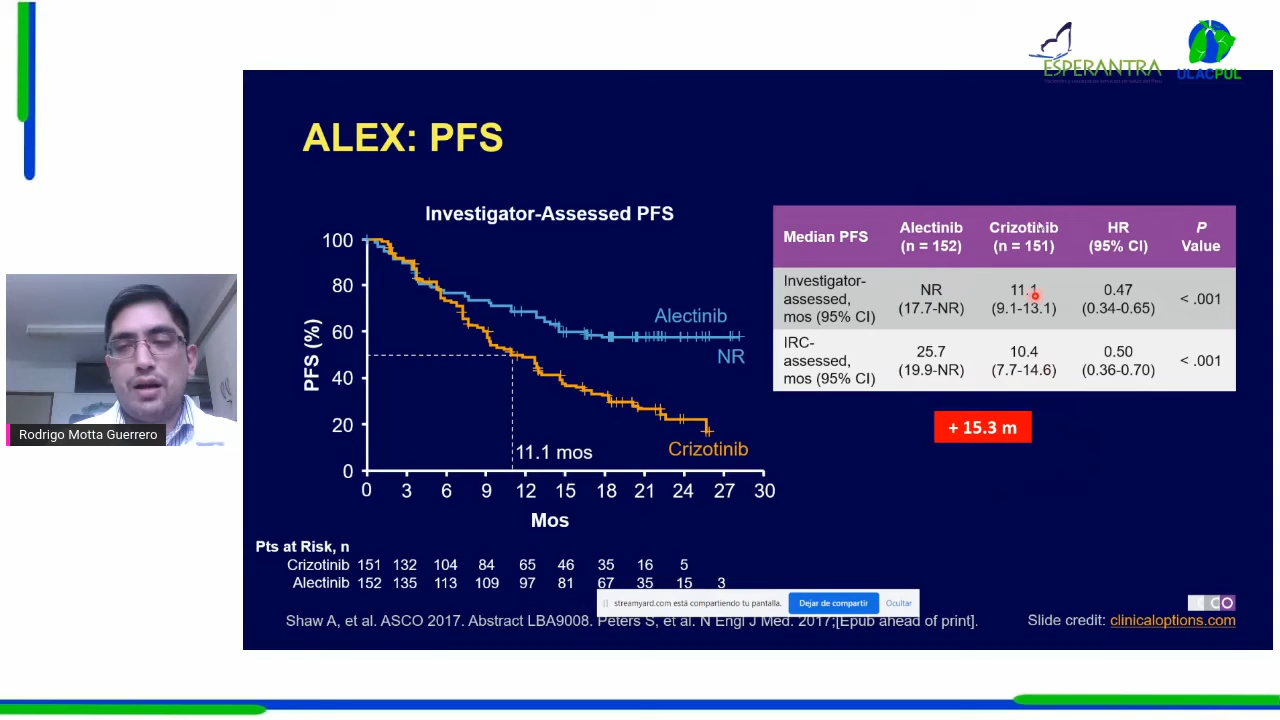 ESPERANTRA
ULACPUL
ALEX: PFS
Investigator-Assessed PFS
PFS (%)
100
80
60
40
20
0
Alectinib
NR
Crizotinib
11.1 mos
0 3 6 9 12 15 18 21 24 27 30
Mos
Pts at Risk, n
Crizotinib 151 132 104 84 65 46 35 16 5
Alectinib 152 135 113 109 97 81 67 35 15 3
Median PFS Alectinib (n = 152) Crizotinib (n = 151) HR (95% CI) P Value
Investigator-assessed, mos (95% CI) NR (17.7-NR) 11.1 (9.1-13.1) 0.47 (0.34-0.65) < .001
IRC-assessed, mos (95% CI) 25.7 (19.9-NR) 10.4 (7.7-14.6) 0.50 (0.36-0.70) < .001
+ 15.3 m
Rodrigo Motta Guerrero
streamyard.com está compartiendo tu pantalla. Dejar de compartir Ocultar
CO
Shaw A, et al. ASCO 2017. Abstract LBA9008. Peters S, et al. N Engl J Med. 2017;[Epub ahead of print].
Slide credit: clinicaloptions.com